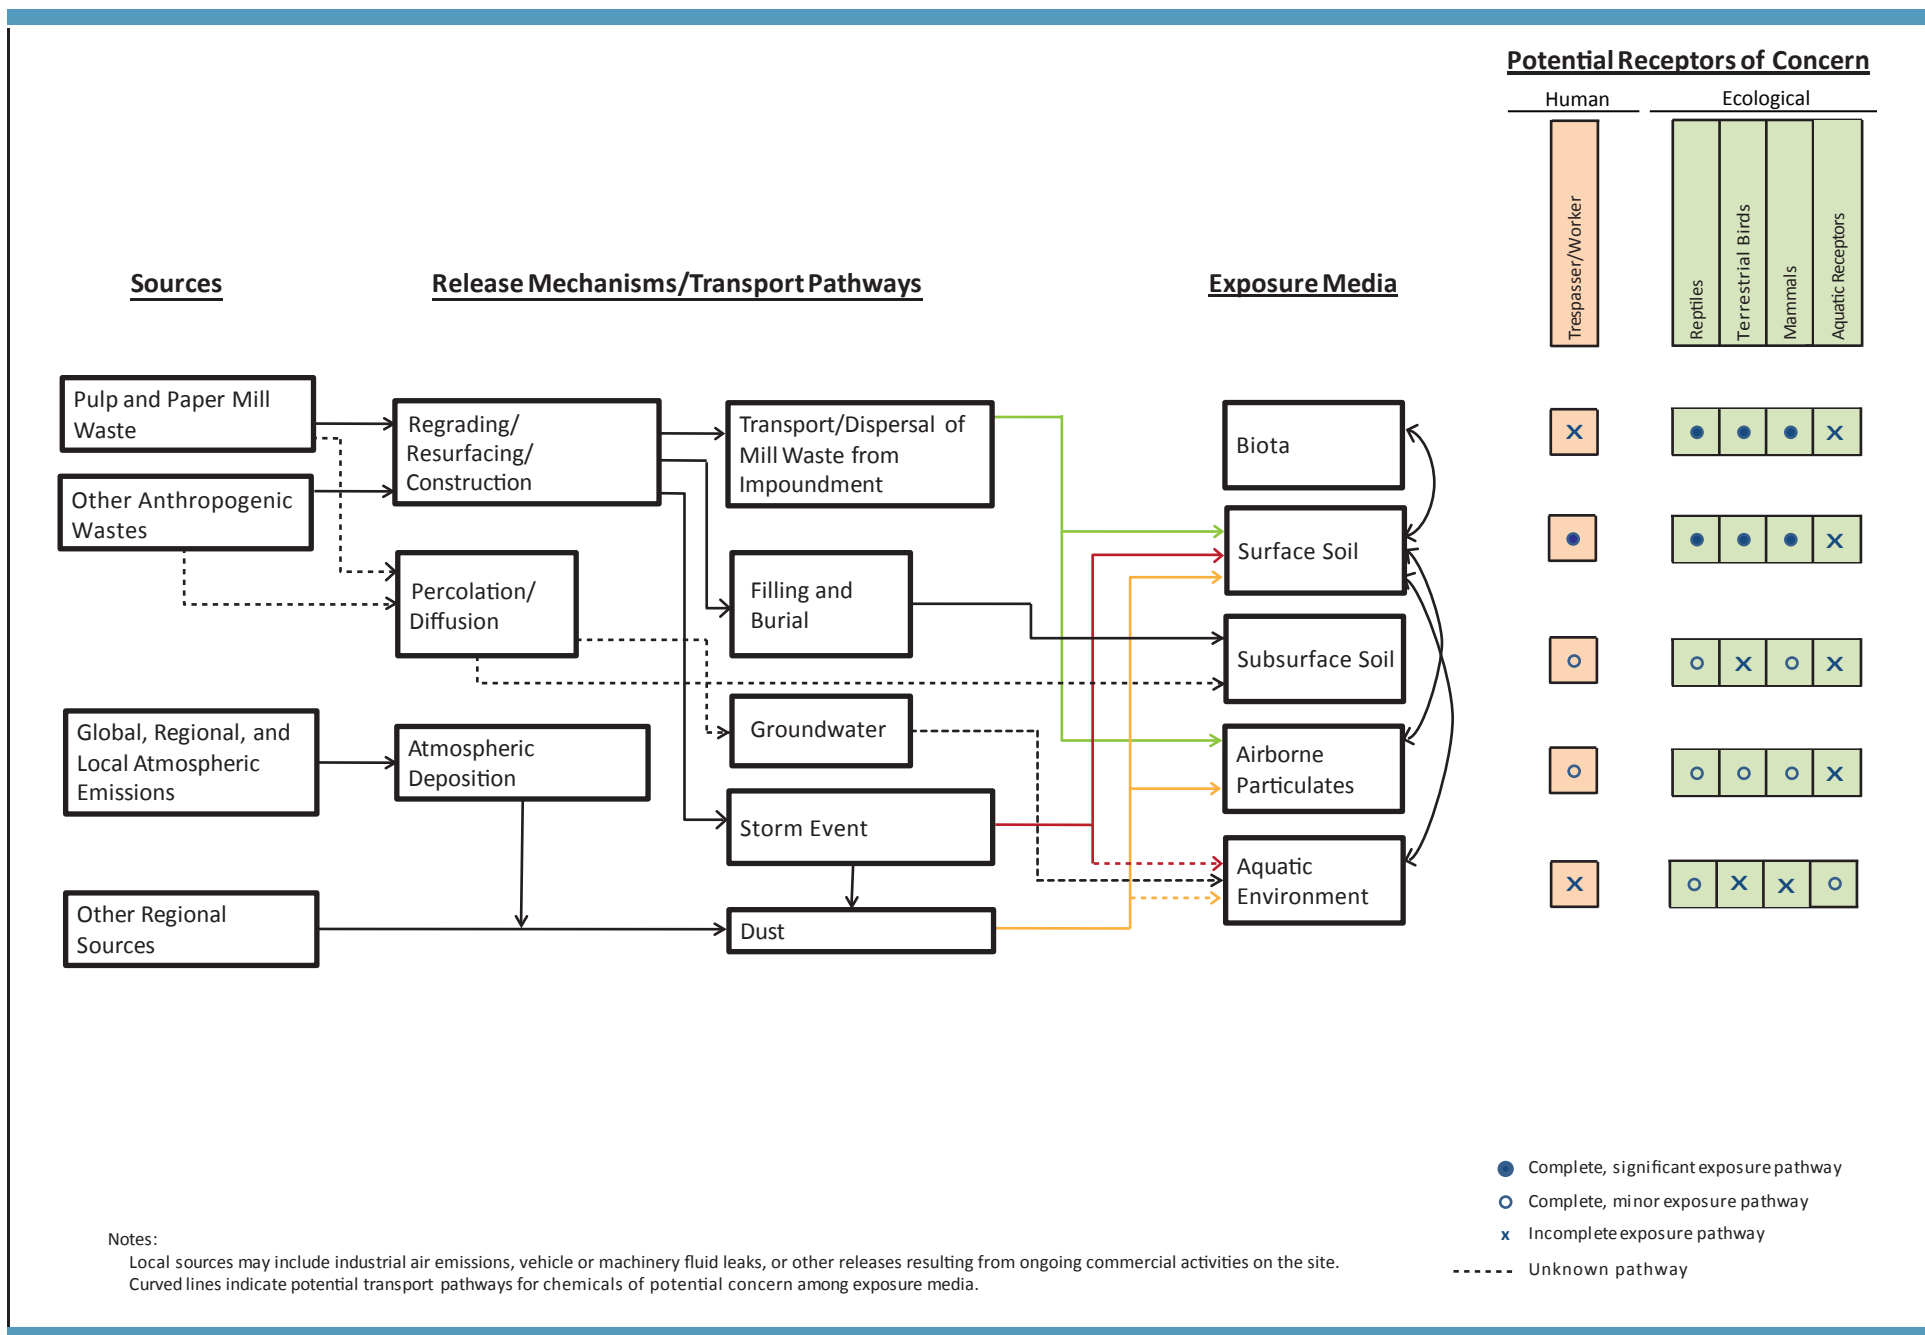 Potential Receptors of Concern
Human
Ecological
Trespasser/Worker
Reptiles
Terrestrial Birds
Mammals
Aquatic Receptors
Sources
Release Mechanisms/Transport Pathways
Exposure Media
Pulp and Paper Mill
Waste
Other Anthropogenic
Wastes
Global, Regional, and
Local Atmospheric
Emissions
Other Regional
Sources
Regrading/
Resurfacing/
Construction
Percolation/
Diffusion
Atmospheric
Deposition
Transport/Dispersal of
Mill Waste from
Impoundment
Filling and
Burial
Groundwater
Storm Event
Dust
Biota
Surface Soil
Subsurface Soil
Airborne
Particulates
Aquatic
Environment
x x
x
x x
x
x x x
Complete, significant exposure pathway
Complete, minor exposure pathway
x Incomplete exposure pathway
Unknown pathway
Notes:
Local sources may include industrial air emissions, vehicle or machinery fluid leaks, or other releases resulting from ongoing commercial activities on the site.
Curved lines indicate potential transport pathways for chemicals of potential concern among exposure media.